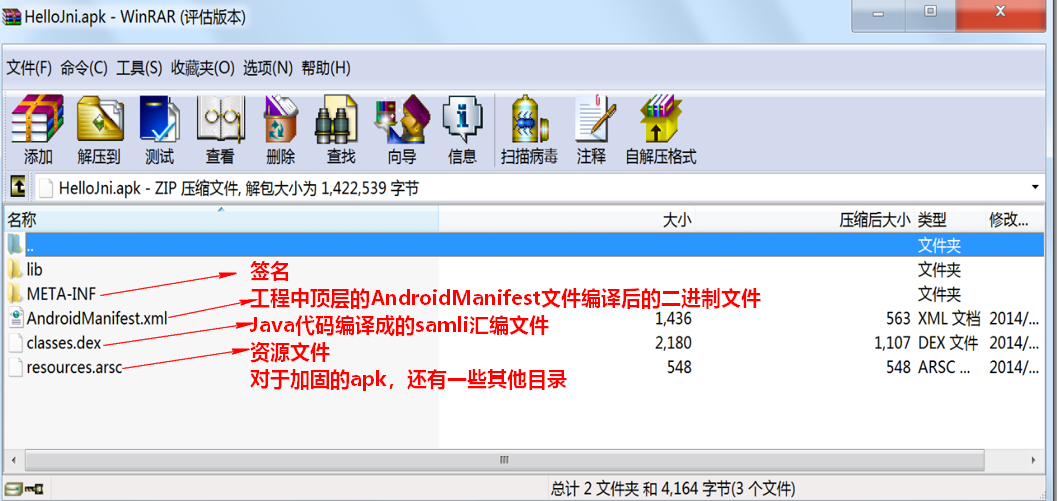 HelloJni.apk - WinRAR (评估版本)
文件(F) 命令(C) 工具(S) 收藏夹(O) 选项(N) 帮助(H)
添加 解压到 测试 查看 删除 查找 向导 信息 扫描病毒 注释 自解压格式
HelloJni.apk - ZIP 压缩文件, 解包大小为 1,422,539 字节
名称 大小 压缩后大小 类型 修改...
.. 文件夹
lib 文件夹
签名
META-INF 文件夹
工程中顶层的AndroidManifest文件编译后的二进制文件
AndroidManifest.xml 1,436 563 XML 文档 2014/...
Java代码编译成的samli汇编文件
classes.dex 2,180 1,107 DEX 文件 2014/...
资源文件
resources.arsc 548 548 ARSC ... 2014/...
对于加固的apk，还有一些其他目录
总计 2 文件夹 和 4,164 字节(3 个文件)